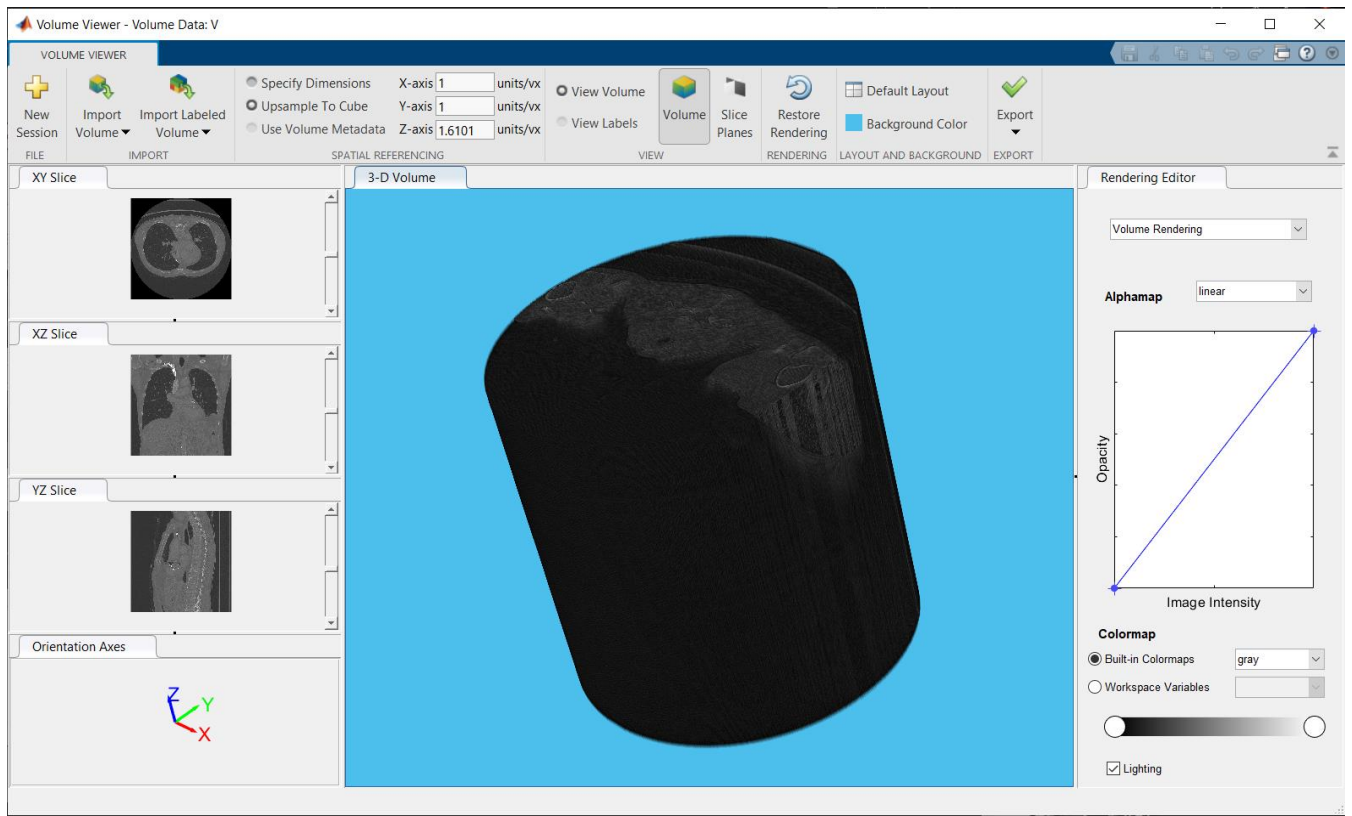 Volume Viewer - Volume Data: V
VOLUME VIEWER
New Session
Import Volume
Import Labeled Volume
Specify Dimensions
Upsample To Cube
Use Volume Metadata
X-axis 1 units/vx
Y-axis 1 units/vx
Z-axis 1.6101 units/vx
View Volume
View Labels
Volume
Slice Planes
Restore Rendering
Default Layout
Background Color
Export
FILE
IMPORT
SPATIAL REFERENCING
VIEW
RENDERING
LAYOUT AND BACKGROUND
EXPORT
XY Slice
XZ Slice
YZ Slice
Orientation Axes
Z
Y
X
3-D Volume
Rendering Editor
Volume Rendering
Alphamap linear
Opacity
Image Intensity
Colormap
Built-in Colormaps gray
Workspace Variables
Lighting